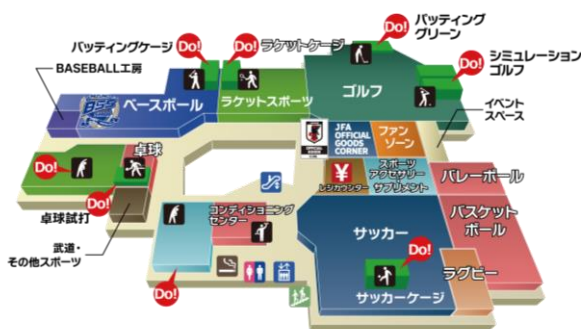 Do!
バッティングケージ
Do!
ラケットケージ
Do!
パッティング
グリーン
Do!
シミュレーション
ゴルフ
BASEBALL工房
ベースボール
ラケットスポーツ
ゴルフ
イベント
スペース
JFA
OFFICIAL
GOODS
CORNER
ファン
ゾーン
卓球
Do!
Do!
卓球試打
¥
レジカウンター
スポーツ
アクセサリー
サプリメント
バレーボール
バスケット
ボール
コンディショニング
センター
サッカー
武道・
その他スポーツ
Do!
Do!
サッカーケージ
ラグビー